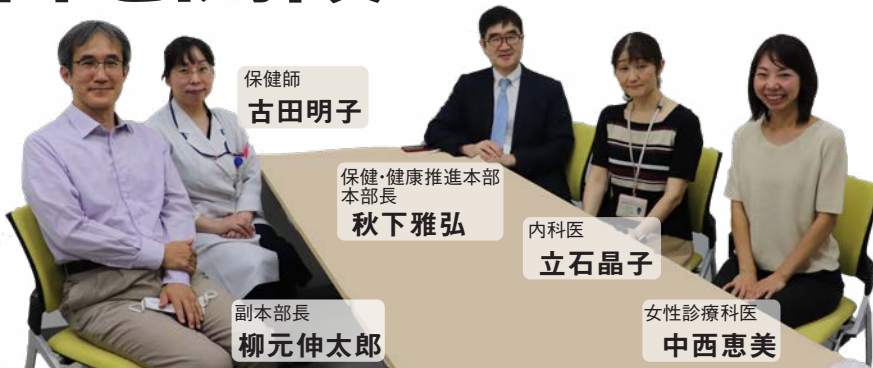 保健師
古田明子
保健・健康推進本部
本部長
秋下雅弘
内科医
立石晶子
副本部長
柳元伸太郎
女性診療科医
中西恵美